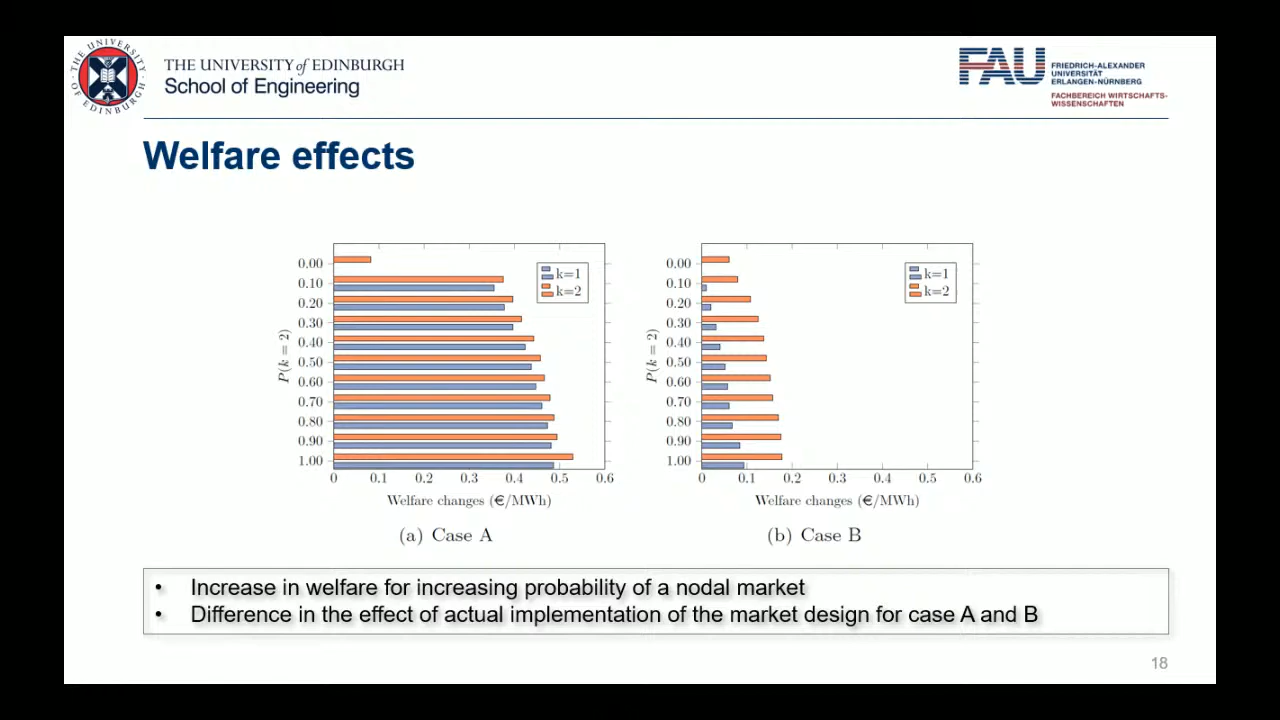 THE UNIVERSITY OF EDINBURGH
THE UNIVERSITY of EDINBURGH
School of Engineering
FAU
FRIEDRICH-ALEXANDER
UNIVERSITÄT
ERLANGEN-NÜRNBERG
FACHBEREICH WIRTSCHAFTS-
WISSENSCHAFTEN
Welfare effects
P(k = 2)
0.00
0.10
0.20
0.30
0.40
0.50
0.60
0.70
0.80
0.90
1.00
k=1
k=2
0 0.1 0.2 0.3 0.4 0.5 0.6
Welfare changes (€/MWh)
(a) Case A
P(k = 2)
0.00
0.10
0.20
0.30
0.40
0.50
0.60
0.70
0.80
0.90
1.00
k=1
k=2
0 0.1 0.2 0.3 0.4 0.5 0.6
Welfare changes (€/MWh)
(b) Case B
• Increase in welfare for increasing probability of a nodal market
• Difference in the effect of actual implementation of the market design for case A and B
18